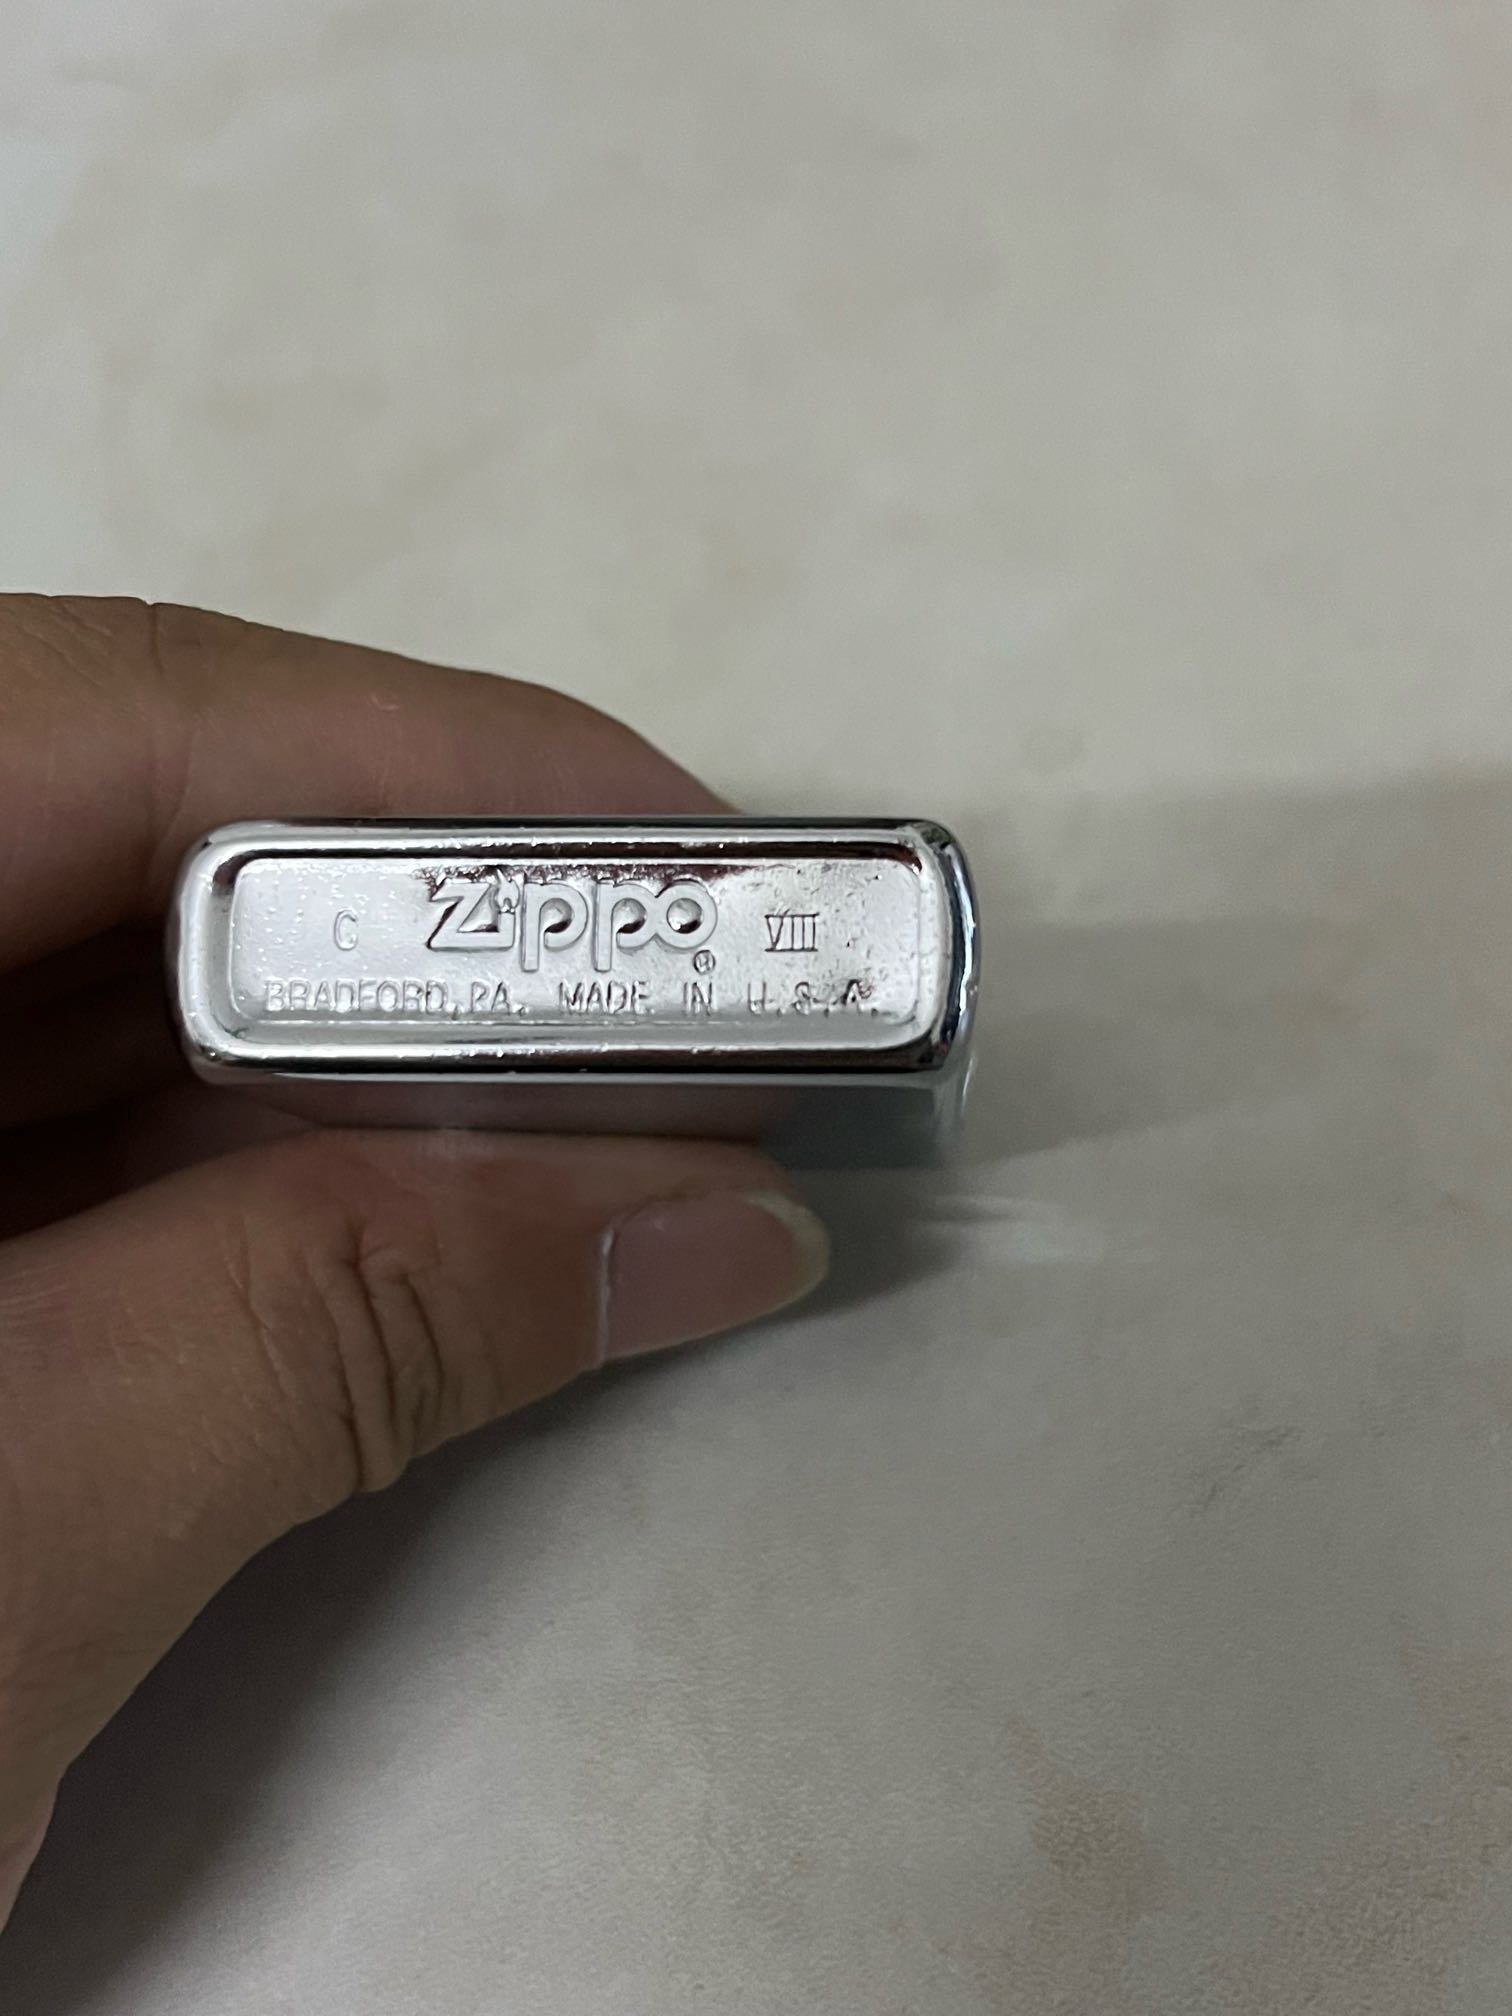 C Zippo® VIII
BRADFORD, PA. MADE IN U.S.A.